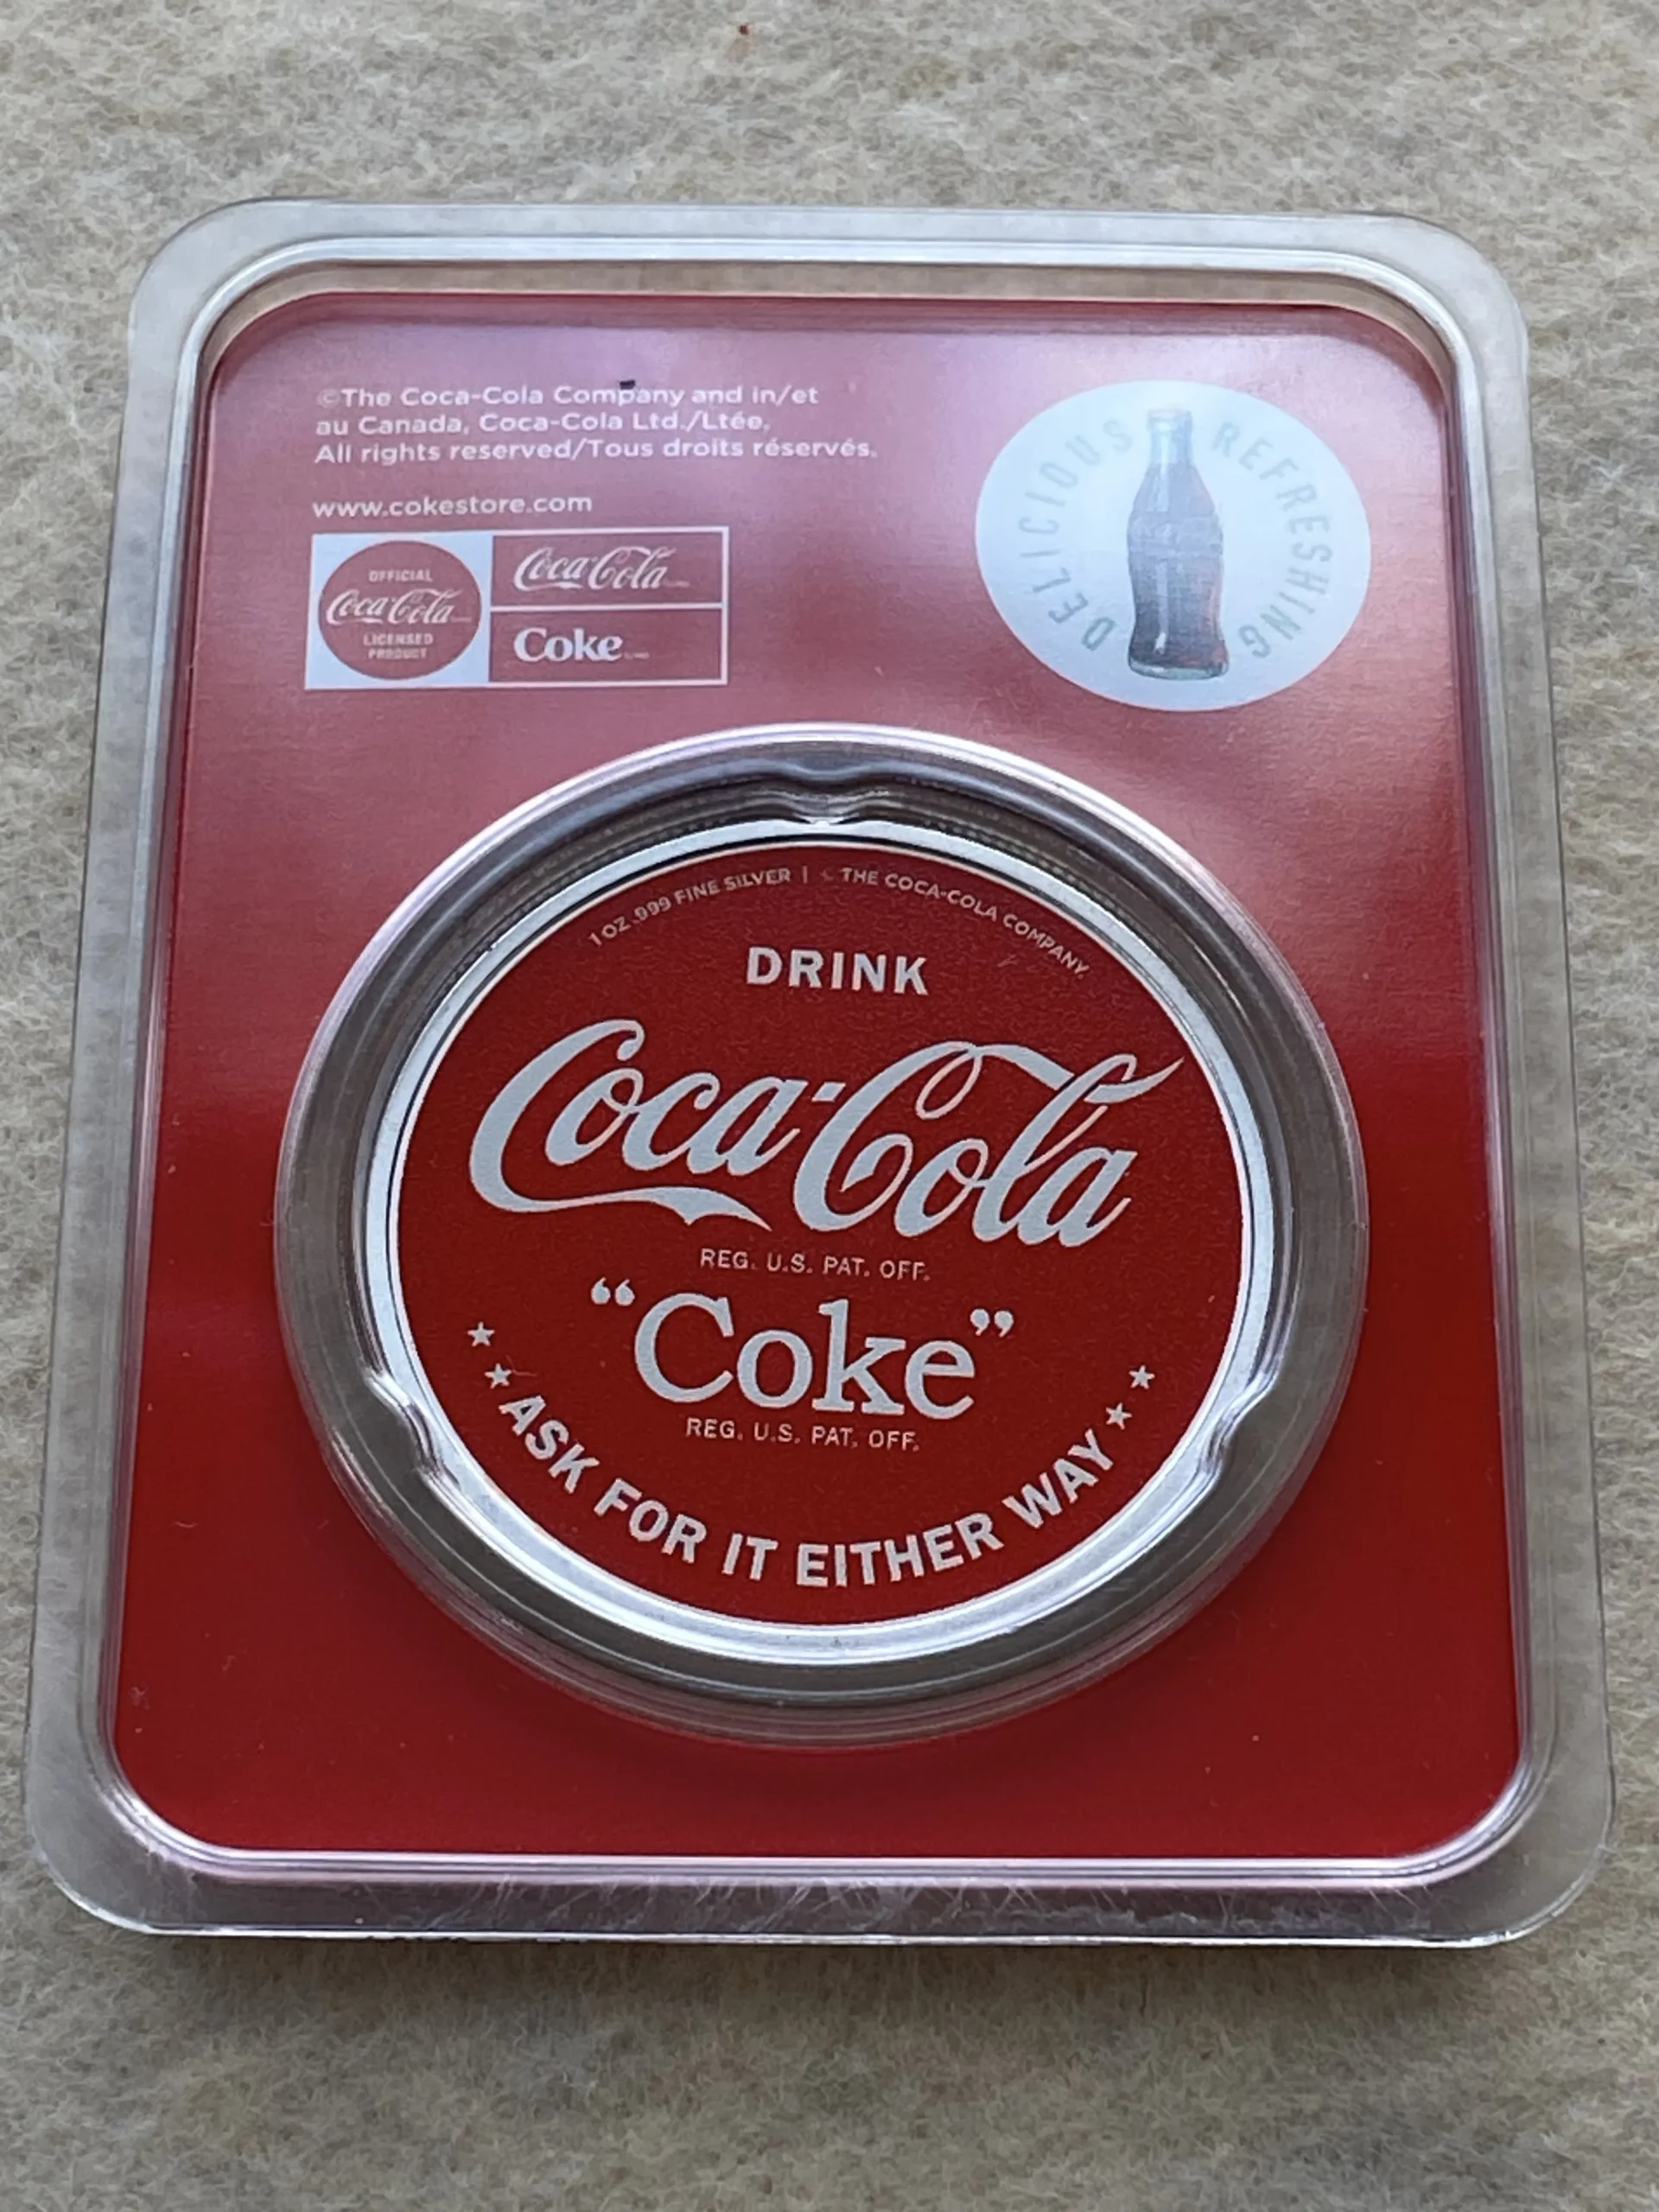 ©The Coca-Cola Company and in/et
au Canada, Coca-Cola Ltd./Ltée.
All rights reserved/Tous droits réservés.
www.cokestore.com
OFFICIAL
Coca-Cola
LICENSED
PRODUCT
Coca-Cola
Coke
DELICIOUS REFRESHING
1 OZ .999 FINE SILVER | © THE COCA-COLA COMPANY
DRINK
Coca-Cola
REG. U.S. PAT. OFF.
“Coke”
REG. U.S. PAT. OFF.
ASK FOR IT EITHER WAY